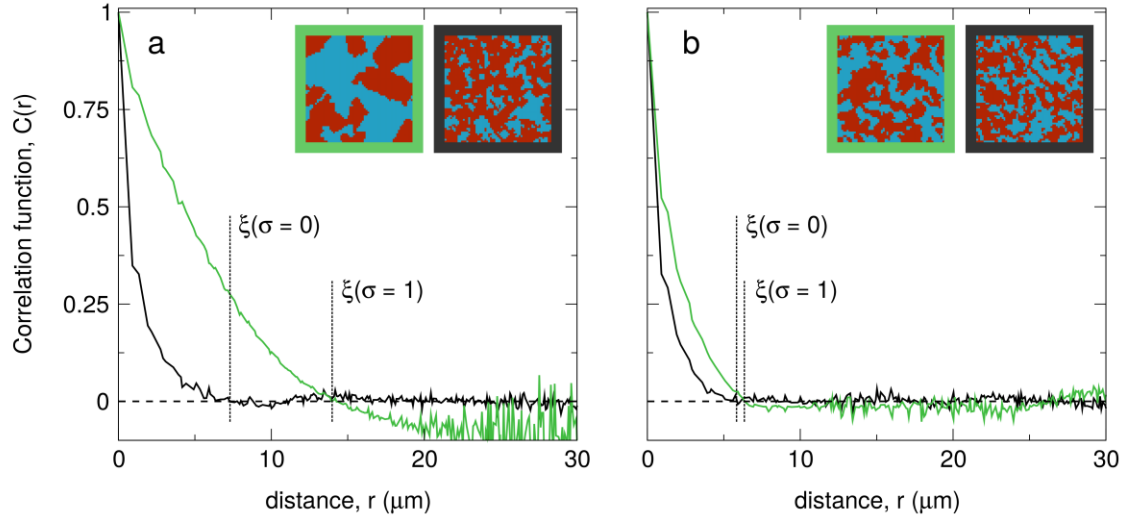 a
b
1
0.75
0.5
0.25
0
Correlation function, C(r)
ξ(σ = 0)
ξ(σ = 1)
ξ(σ = 0)
ξ(σ = 1)
0 10 20 30
0 10 20 30
distance, r (μm)
distance, r (μm)